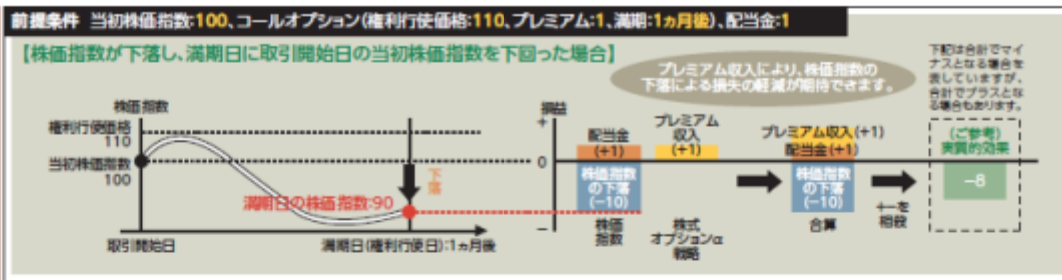 前提条件 当初株価指数:100、コールオプション(権利行使価格:110、プレミアム:1、満期:1ヵ月後)、配当金:1
【株価指数が下落し、満期日に取引開始日の当初株価指数を下回った場合】
プレミアム収入により、株価指数の
下落による損失の軽減が期待できます。
下記は合計でマイ
ナスとなる場合を
表していますが、
合計でプラスとな
る場合もあります。
株価指数
権利行使価格
110
当初株価指数
100
下落
満期日の株価指数:90
取引開始日
満期日(権利行使日):1ヵ月後
損益
+
0
−
配当金
(+1)
株価指数
の下落
(−10)
株価
指数
プレミアム
収入
(+1)
株式
オプションα
戦略
プレミアム収入(+1)
配当金(+1)
株価指数
の下落
(−10)
合算
+−を
相殺
(ご参考)
実質的効果
−8